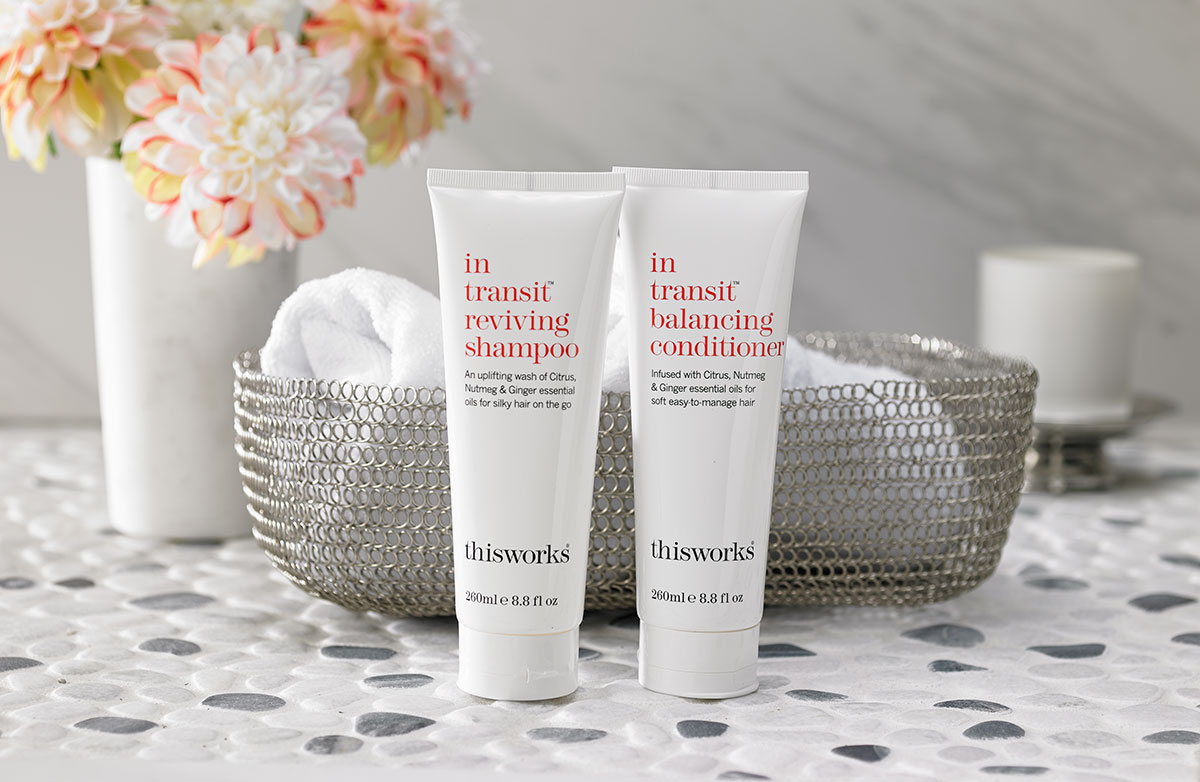 in
transit™
reviving
shampoo
An uplifting wash of Citrus,
Nutmeg & Ginger essential
oils for silky hair on the go
thisworks®
260ml e 8.8 fl oz
in
transit™
balancing
conditioner
Infused with Citrus, Nutmeg
& Ginger essential oils for
soft easy-to-manage hair
thisworks®
260ml e 8.8 fl oz